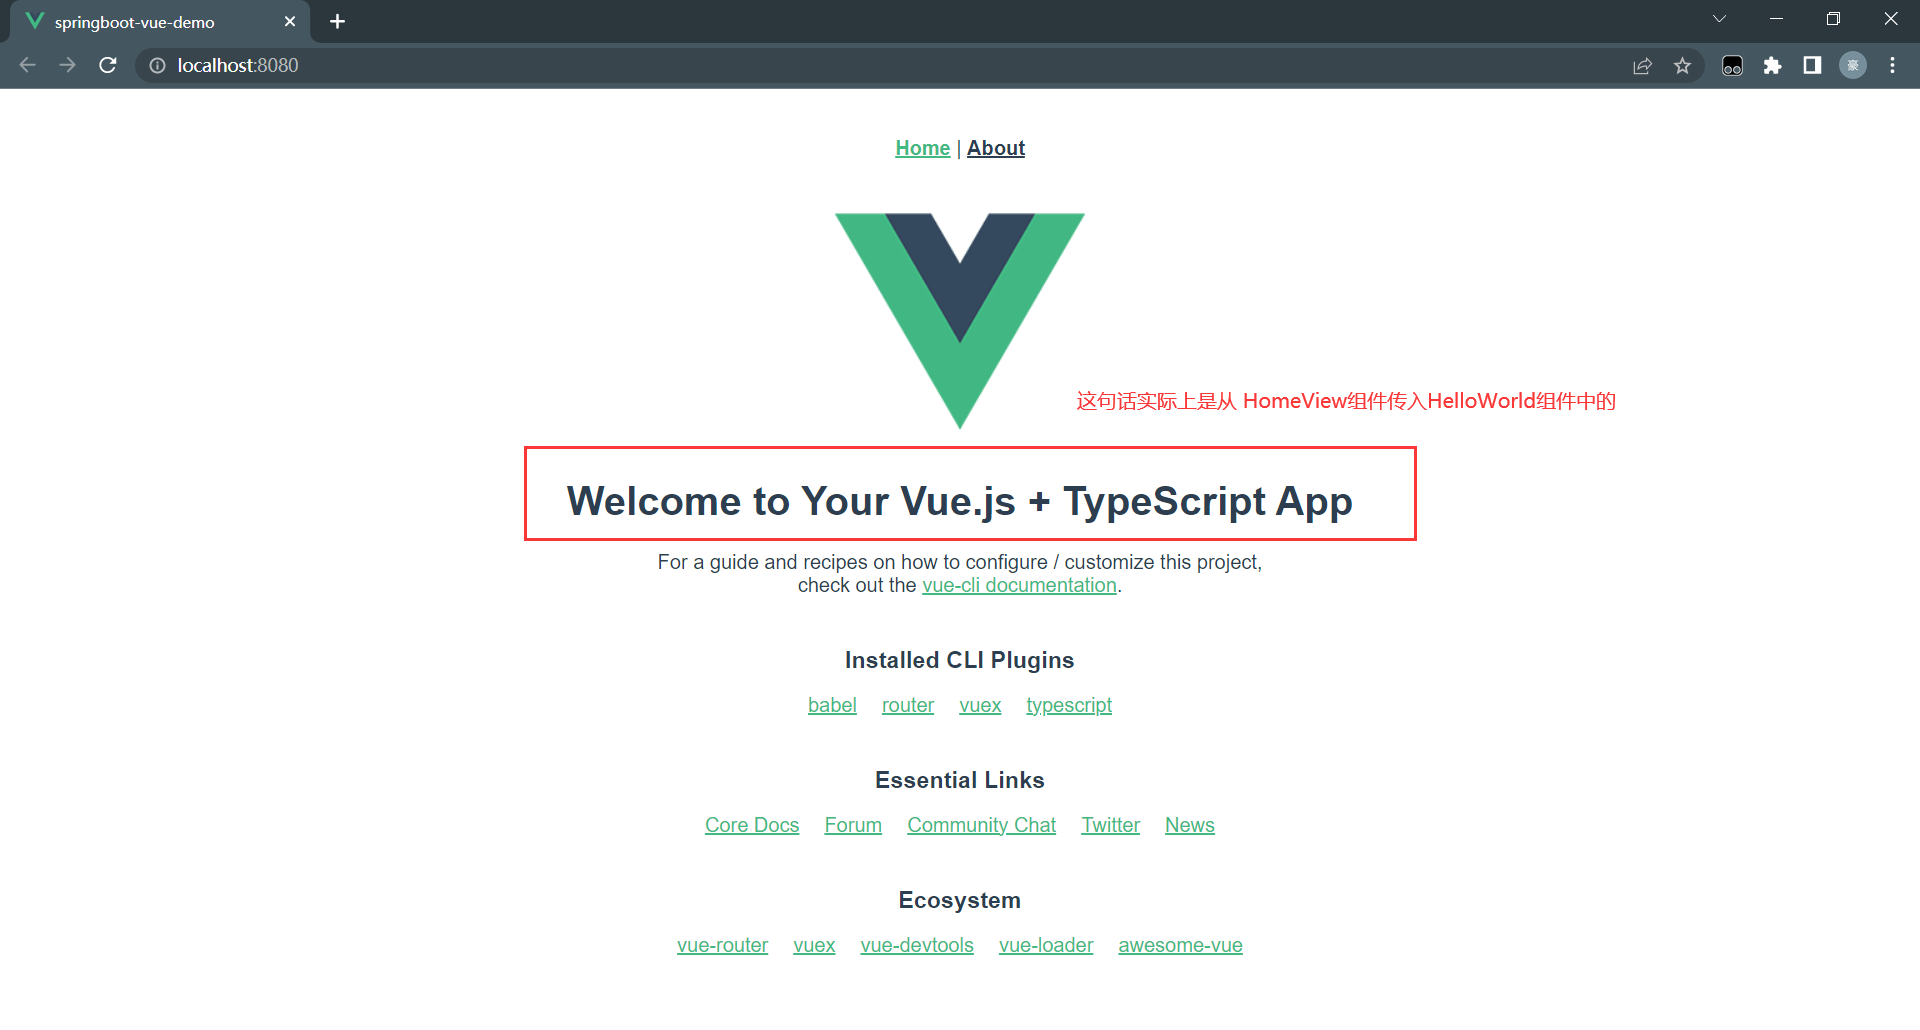 springboot-vue-demo
localhost:8080
豪
Home | About
这句话实际上是从 HomeView组件传入HelloWorld组件中的
Welcome to Your Vue.js + TypeScript App
For a guide and recipes on how to configure / customize this project,
check out the vue-cli documentation.
Installed CLI Plugins
babel router vuex typescript
Essential Links
Core Docs Forum Community Chat Twitter News
Ecosystem
vue-router vuex vue-devtools vue-loader awesome-vue